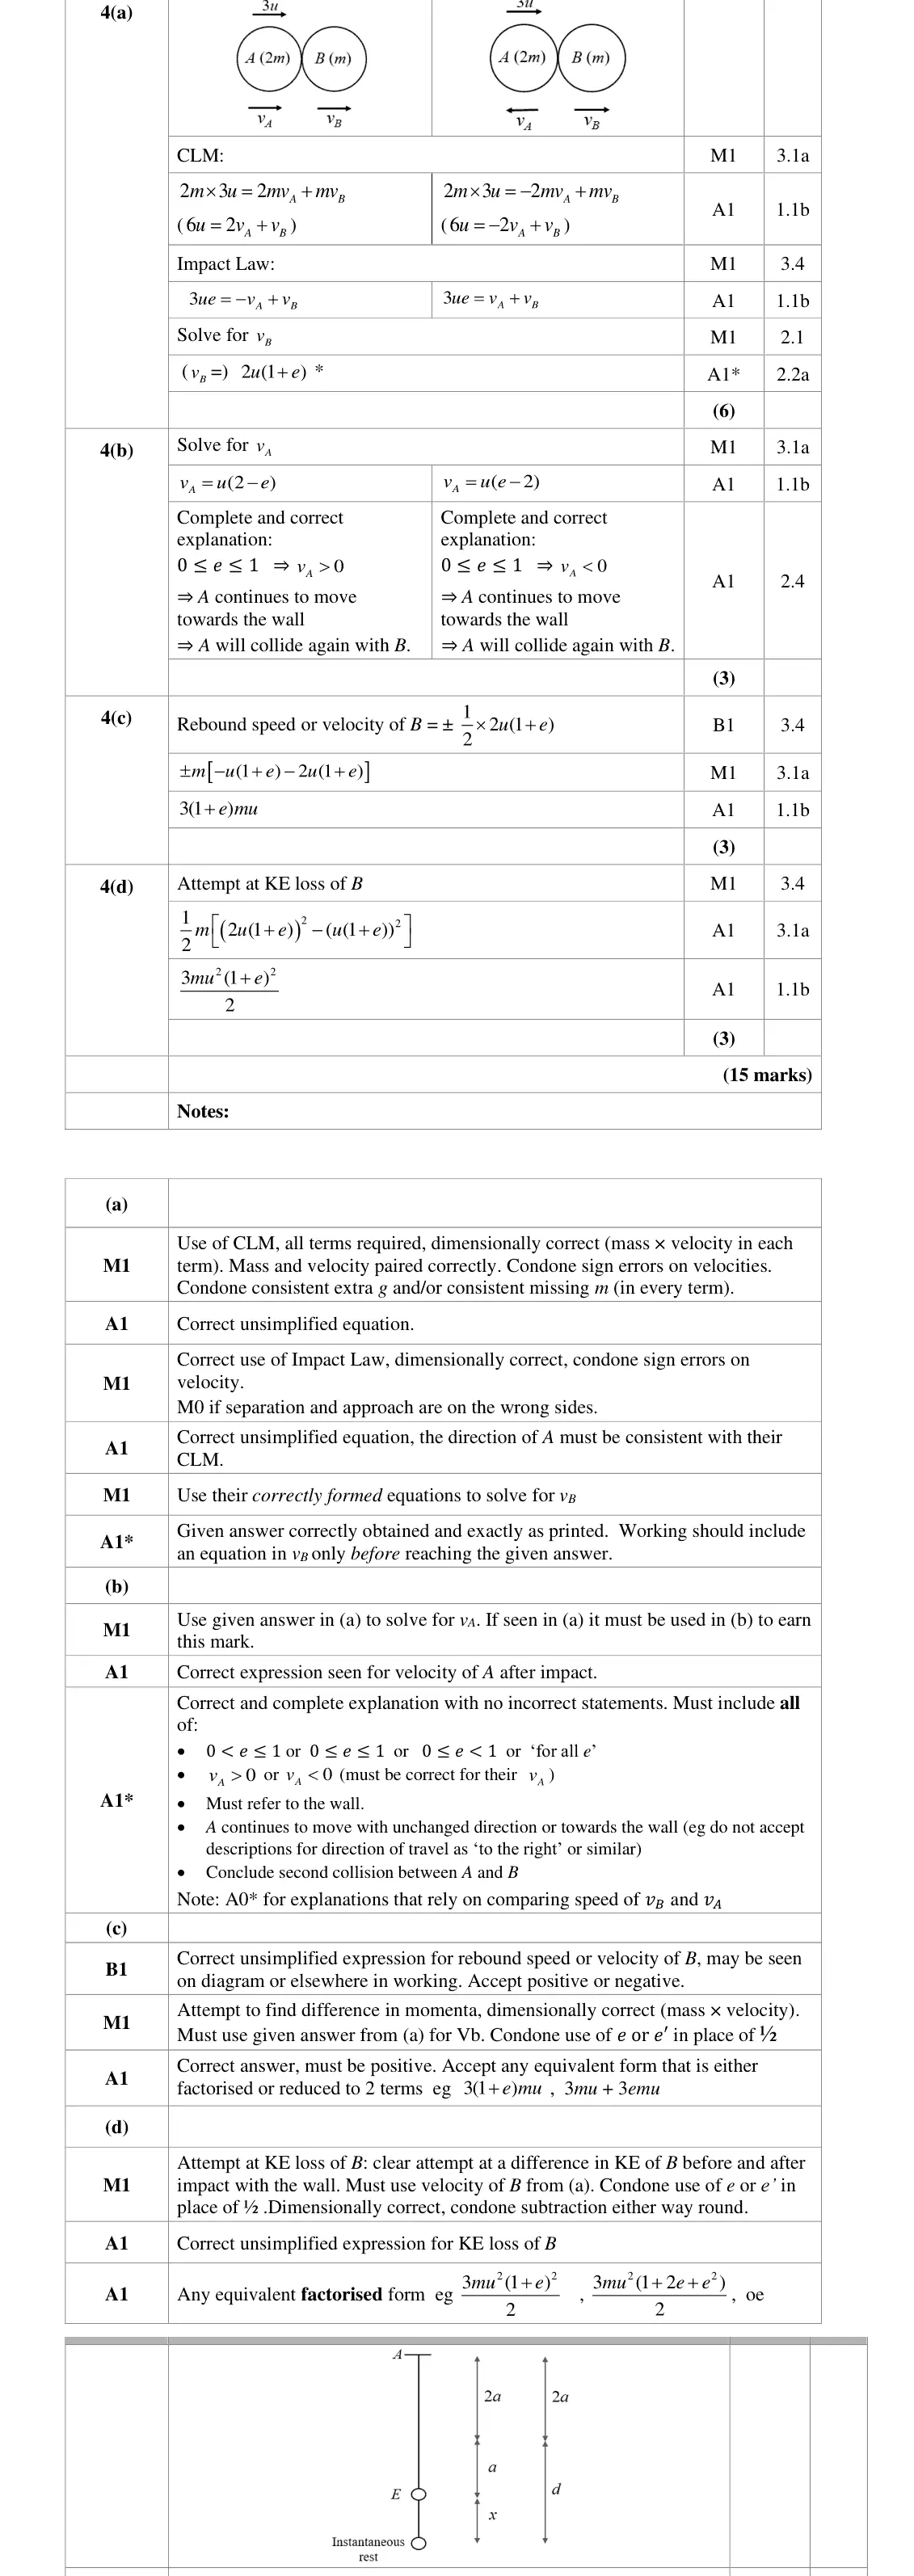 4(a)
3u
3u
A (2m) B (m)
A (2m) B (m)
v_A v_B
v_A v_B
CLM: M1 3.1a
2m×3u = 2mv_A + mv_B
(6u = 2v_A + v_B)
2m×3u = −2mv_A + mv_B
(6u = −2v_A + v_B)
A1 1.1b
Impact Law: M1 3.4
3ue = −v_A + v_B 3ue = v_A + v_B A1 1.1b
Solve for v_B M1 2.1
(v_B =) 2u(1+e) * A1* 2.2a
(6)
4(b) Solve for v_A M1 3.1a
v_A = u(2−e) v_A = u(e−2) A1 1.1b
Complete and correct
explanation:
0 ≤ e ≤ 1 ⇒ v_A > 0
⇒ A continues to move
towards the wall
⇒ A will collide again with B.
Complete and correct
explanation:
0 ≤ e ≤ 1 ⇒ v_A < 0
⇒ A continues to move
towards the wall
⇒ A will collide again with B.
A1 2.4
(3)
4(c) Rebound speed or velocity of B = ± 1/2 × 2u(1+e) B1 3.4
±m[−u(1+e)−2u(1+e)] M1 3.1a
3(1+e)mu A1 1.1b
(3)
4(d) Attempt at KE loss of B M1 3.4
1/2 m[(2u(1+e))² −(u(1+e))²] A1 3.1a
3mu²(1+e)²/2 A1 1.1b
(3)
(15 marks)
Notes:
(a)
M1 Use of CLM, all terms required, dimensionally correct (mass × velocity in each
term). Mass and velocity paired correctly. Condone sign errors on velocities.
Condone consistent extra g and/or consistent missing m (in every term).
A1 Correct unsimplified equation.
M1 Correct use of Impact Law, dimensionally correct, condone sign errors on
velocity.
M0 if separation and approach are on the wrong sides.
A1 Correct unsimplified equation, the direction of A must be consistent with their
CLM.
M1 Use their correctly formed equations to solve for v_B
A1* Given answer correctly obtained and exactly as printed. Working should include
an equation in v_B only before reaching the given answer.
(b)
M1 Use given answer in (a) to solve for v_A. If seen in (a) it must be used in (b) to earn
this mark.
A1 Correct expression seen for velocity of A after impact.
A1* Correct and complete explanation with no incorrect statements. Must include all
of:
• 0 < e ≤ 1 or 0 ≤ e ≤ 1 or 0 ≤ e < 1 or ‘for all e’
• v_A > 0 or v_A < 0 (must be correct for their v_A )
• Must refer to the wall.
• A continues to move with unchanged direction or towards the wall (eg do not accept
descriptions for direction of travel as ‘to the right’ or similar)
• Conclude second collision between A and B
Note: A0* for explanations that rely on comparing speed of v_B and v_A
(c)
B1 Correct unsimplified expression for rebound speed or velocity of B, may be seen
on diagram or elsewhere in working. Accept positive or negative.
M1 Attempt to find difference in momenta, dimensionally correct (mass × velocity).
Must use given answer from (a) for Vb. Condone use of e or e′ in place of ½
A1 Correct answer, must be positive. Accept any equivalent form that is either
factorised or reduced to 2 terms eg 3(1+e)mu , 3mu + 3emu
(d)
M1 Attempt at KE loss of B: clear attempt at a difference in KE of B before and after
impact with the wall. Must use velocity of B from (a). Condone use of e or e’ in
place of ½ .Dimensionally correct, condone subtraction either way round.
A1 Correct unsimplified expression for KE loss of B
A1 Any equivalent factorised form eg 3mu²(1+e)²/2 , 3mu²(1+2e+e²)/2, oe
A
2a 2a
a
E d
x
Instantaneous
rest